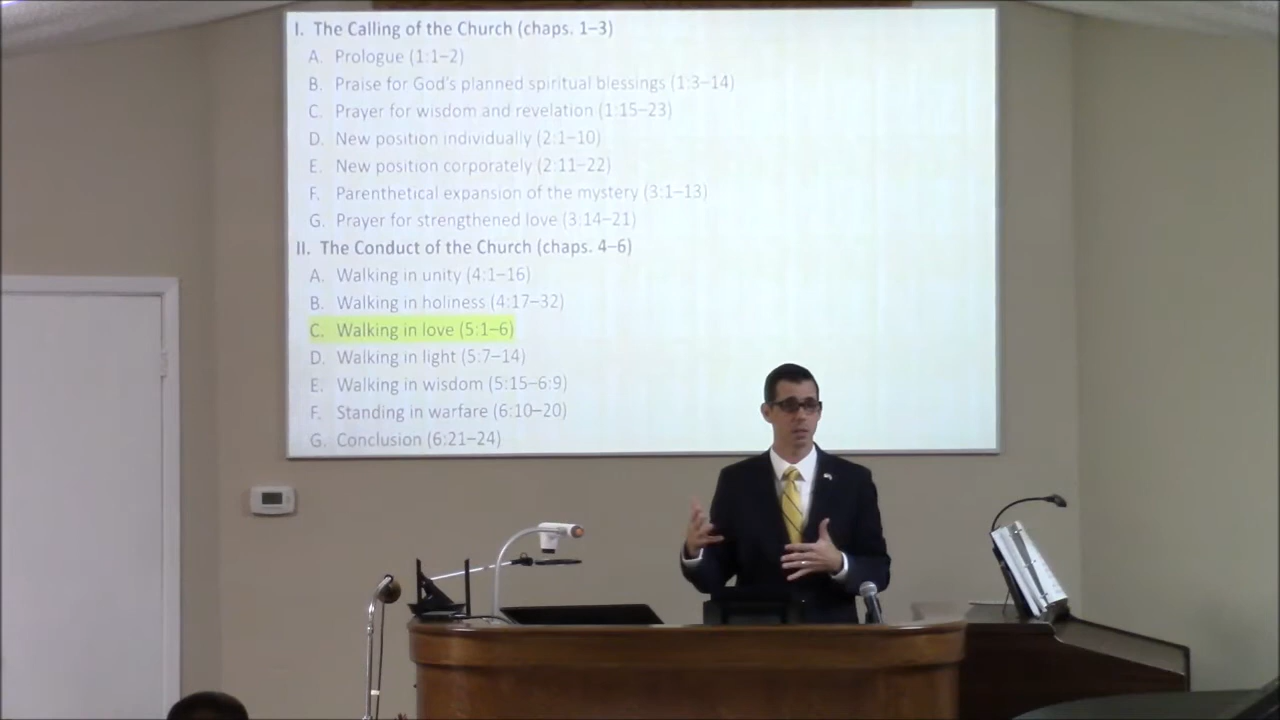 I. The Calling of the Church (chaps. 1–3)
A. Prologue (1:1–2)
B. Praise for God's planned spiritual blessings (1:3–14)
C. Prayer for wisdom and revelation (1:15–23)
D. New position individually (2:1–10)
E. New position corporately (2:11–22)
F. Parenthetical expansion of the mystery (3:1–13)
G. Prayer for strengthened love (3:14–21)
II. The Conduct of the Church (chaps. 4–6)
A. Walking in unity (4:1–16)
B. Walking in holiness (4:17–32)
C. Walking in love (5:1–6)
D. Walking in light (5:7–14)
E. Walking in wisdom (5:15–6:9)
F. Standing in warfare (6:10–20)
G. Conclusion (6:21–24)